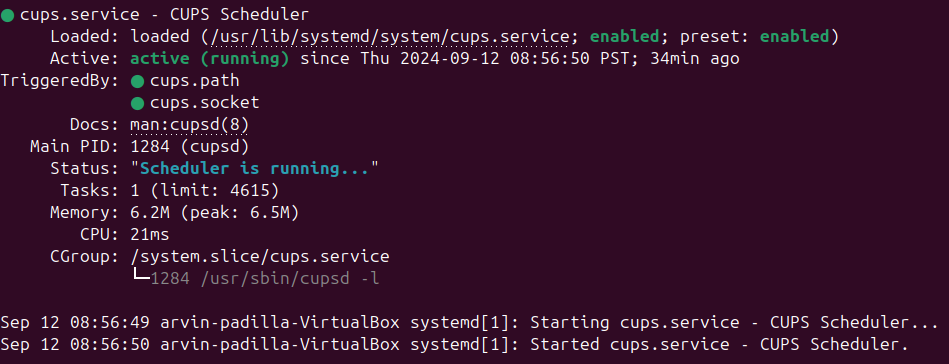 ● cups.service - CUPS Scheduler
     Loaded: loaded (/usr/lib/systemd/system/cups.service; enabled; preset: enabled)
     Active: active (running) since Thu 2024-09-12 08:56:50 PST; 34min ago
TriggeredBy: ● cups.path
             ● cups.socket
       Docs: man:cupsd(8)
   Main PID: 1284 (cupsd)
     Status: "Scheduler is running..."
      Tasks: 1 (limit: 4615)
     Memory: 6.2M (peak: 6.5M)
        CPU: 21ms
     CGroup: /system.slice/cups.service
             └─1284 /usr/sbin/cupsd -l
Sep 12 08:56:49 arvin-padilla-VirtualBox systemd[1]: Starting cups.service - CUPS Scheduler...
Sep 12 08:56:50 arvin-padilla-VirtualBox systemd[1]: Started cups.service - CUPS Scheduler.